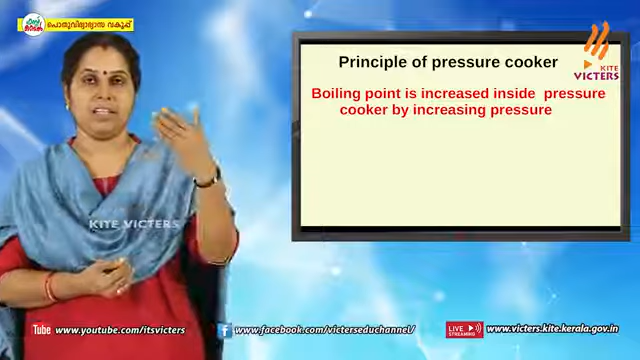 പൊതുവിദ്യാഭ്യാസ വകുപ്പ്
Principle of pressure cooker
KITE
VICTERS
Boiling point is increased inside pressure
cooker by increasing pressure
KITE VICTERS
Tube www.youtube.com/itsvicters
f www.facebook.com/victerseduchannel/
LIVE
STREAMING
www.victers.kite.kerala.gov.in